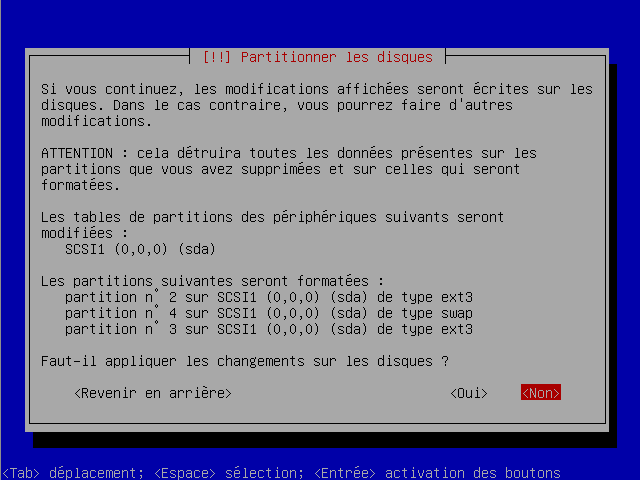 [!!] Partitionner les disques
Si vous continuez, les modifications affichées seront écrites sur les
disques. Dans le cas contraire, vous pourrez faire d'autres
modifications.
ATTENTION : cela détruira toutes les données présentes sur les
partitions que vous avez supprimées et sur celles qui seront
formatées.
Les tables de partitions des périphériques suivants seront
modifiées :
SCSI1 (0,0,0) (sda)
Les partitions suivantes seront formatées :
partition n° 2 sur SCSI1 (0,0,0) (sda) de type ext3
partition n° 4 sur SCSI1 (0,0,0) (sda) de type swap
partition n° 3 sur SCSI1 (0,0,0) (sda) de type ext3
Faut-il appliquer les changements sur les disques ?
<Revenir en arrière> <Oui> <Non>
<Tab> déplacement; <Espace> sélection; <Entrée> activation des boutons